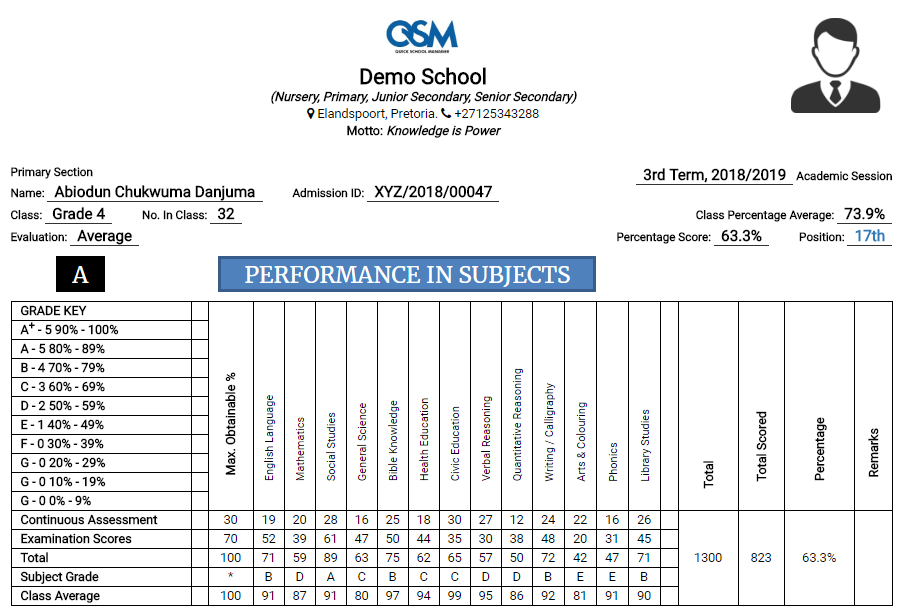 QSM
QUICK SCHOOL MANAGER
Demo School
(Nursery, Primary, Junior Secondary, Senior Secondary)
Elandspoort, Pretoria. +27125343288
Motto: Knowledge is Power
Primary Section
3rd Term, 2018/2019 Academic Session
Name: Abiodun Chukwuma Danjuma Admission ID: XYZ/2018/00047
Class: Grade 4 No. In Class: 32 Class Percentage Average: 73.9%
Evaluation: Average Percentage Score: 63.3% Position: 17th
A PERFORMANCE IN SUBJECTS
GRADE KEY
A+ - 5 90% - 100%
A - 5 80% - 89%
B - 4 70% - 79%
C - 3 60% - 69%
D - 2 50% - 59%
E - 1 40% - 49%
F - 0 30% - 39%
G - 0 20% - 29%
G - 0 10% - 19%
G - 0 0% - 9%
Max. Obtainable %
English Language
Mathematics
Social Studies
General Science
Bible Knowledge
Health Education
Civic Education
Verbal Reasoning
Quantitative Reasoning
Writing / Calligraphy
Arts & Colouring
Phonics
Library Studies
Total
Total Scored
Percentage
Remarks
Continuous Assessment 30 19 20 28 16 25 18 30 27 12 24 22 16 26
Examination Scores 70 52 39 61 47 50 44 35 30 38 48 20 31 45
Total 100 71 59 89 63 75 62 65 57 50 72 42 47 71 1300 823 63.3%
Subject Grade * B D A C B C C D D B E E B
Class Average 100 91 87 91 80 97 94 99 95 86 92 81 91 90